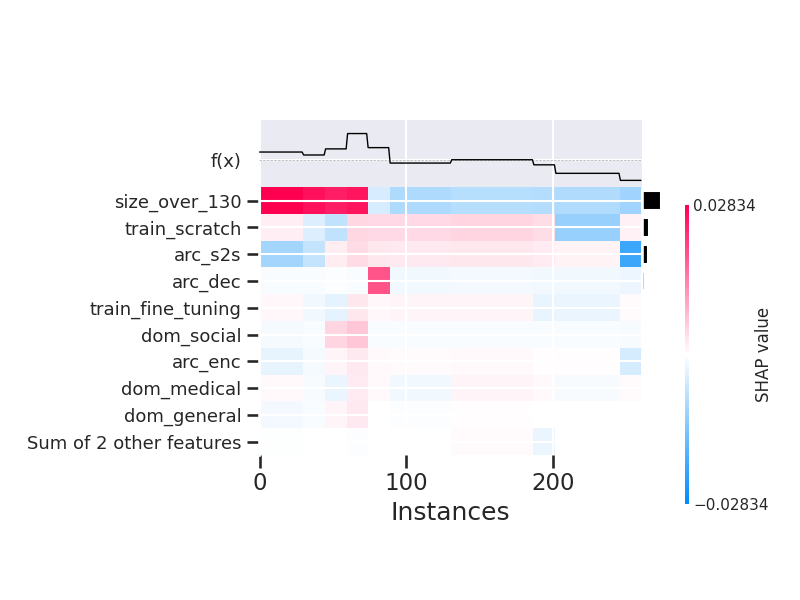 f(x)
size_over_130
train_scratch
arc_s2s
arc_dec
train_fine_tuning
dom_social
arc_enc
dom_medical
dom_general
Sum of 2 other features
0 100 200
Instances
0.02834
SHAP value
−0.02834